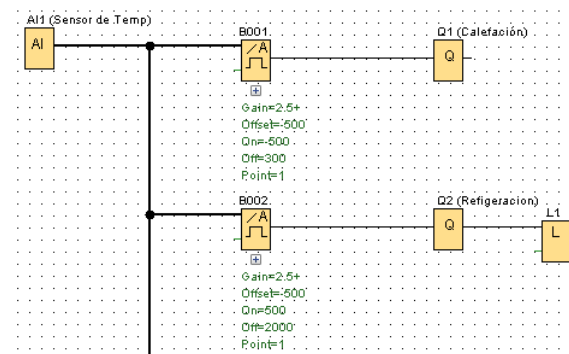 AI1 (Sensor de Temp)
AI
B001
/A
Q1 (Calefación)
Q
Gain=2.5+
Offset=-500
On=-500
Off=300
Point=1
B002
/A
Q2 (Refigeracion)
Q
L1
L
Gain=2.5+
Offset=-500
On=500
Off=2000
Point=1